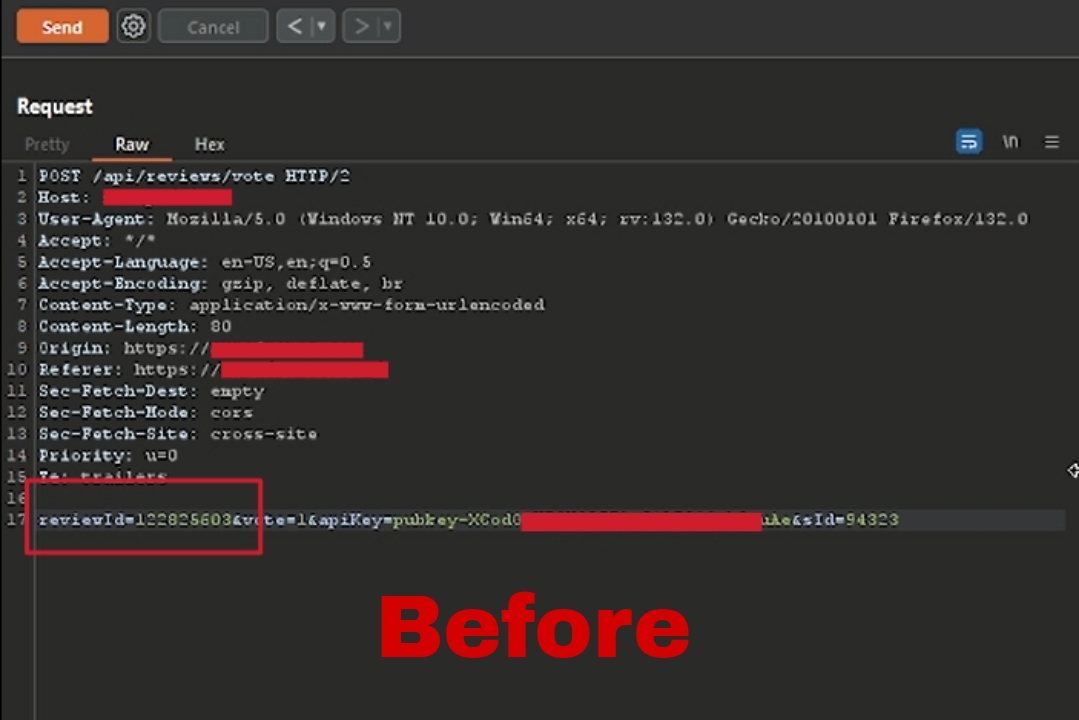 Send Cancel < ▼ > ▼
Request
Pretty Raw Hex \n ≡
1 POST /api/reviews/vote HTTP/2
2 Host:
3 User-Agent: Mozilla/5.0 (Windows NT 10.0; Win64; x64; rv:132.0) Gecko/20100101 Firefox/132.0
4 Accept: */*
5 Accept-Language: en-US,en;q=0.5
6 Accept-Encoding: gzip, deflate, br
7 Content-Type: application/x-www-form-urlencoded
8 Content-Length: 80
9 Origin: https://
10 Referer: https://
11 Sec-Fetch-Dest: empty
12 Sec-Fetch-Mode: cors
13 Sec-Fetch-Site: cross-site
14 Priority: u=0
15 Te: trailers
16
17 reviewId=122825603&vote=1&apiKey=pubkey-XCod0 uAe&sId=94323
Before